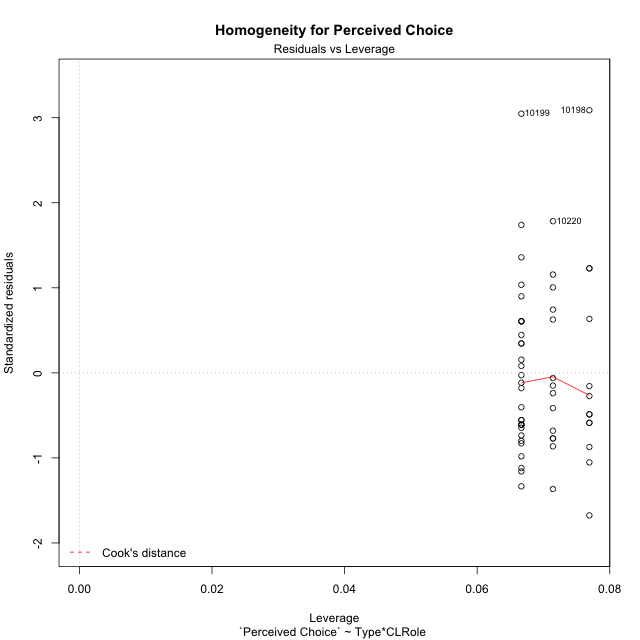 Homogeneity for Perceived Choice
Residuals vs Leverage
3
2
1
0
-1
-2
Standardized residuals
10199
10198
10220
Cook's distance
0.00
0.02
0.04
0.06
0.08
Leverage
`Perceived Choice` ~ Type*CLRole